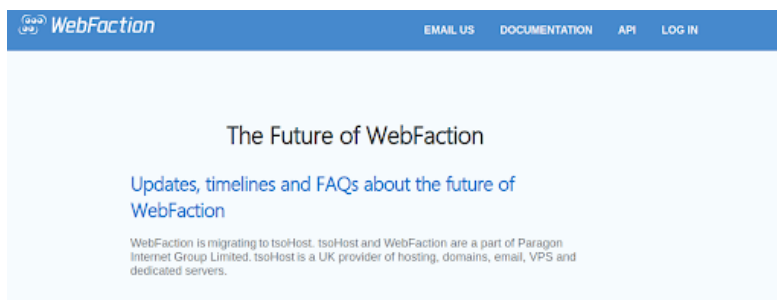 WebFaction EMAIL US DOCUMENTATION API LOG IN
The Future of WebFaction
Updates, timelines and FAQs about the future of
WebFaction
WebFaction is migrating to tsoHost. tsoHost and WebFaction are a part of Paragon
Internet Group Limited. tsoHost is a UK provider of hosting, domains, email, VPS and
dedicated servers.